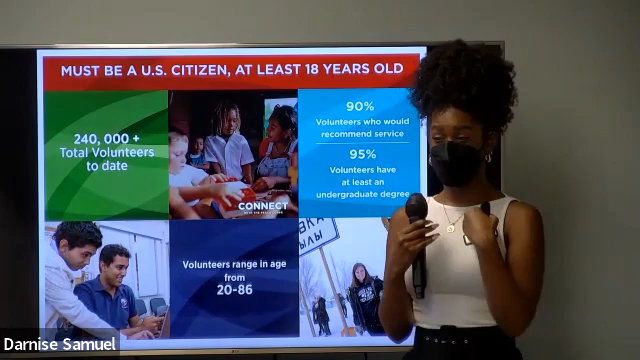 MUST BE A U.S. CITIZEN, AT LEAST 18 YEARS OLD
240, 000 +
Total Volunteers
to date
CONNECT
90%
Volunteers who would
recommend service
95%
Volunteers have
at least an
undergraduate degree
Volunteers range in age
from
20-86
Darnise Samuel